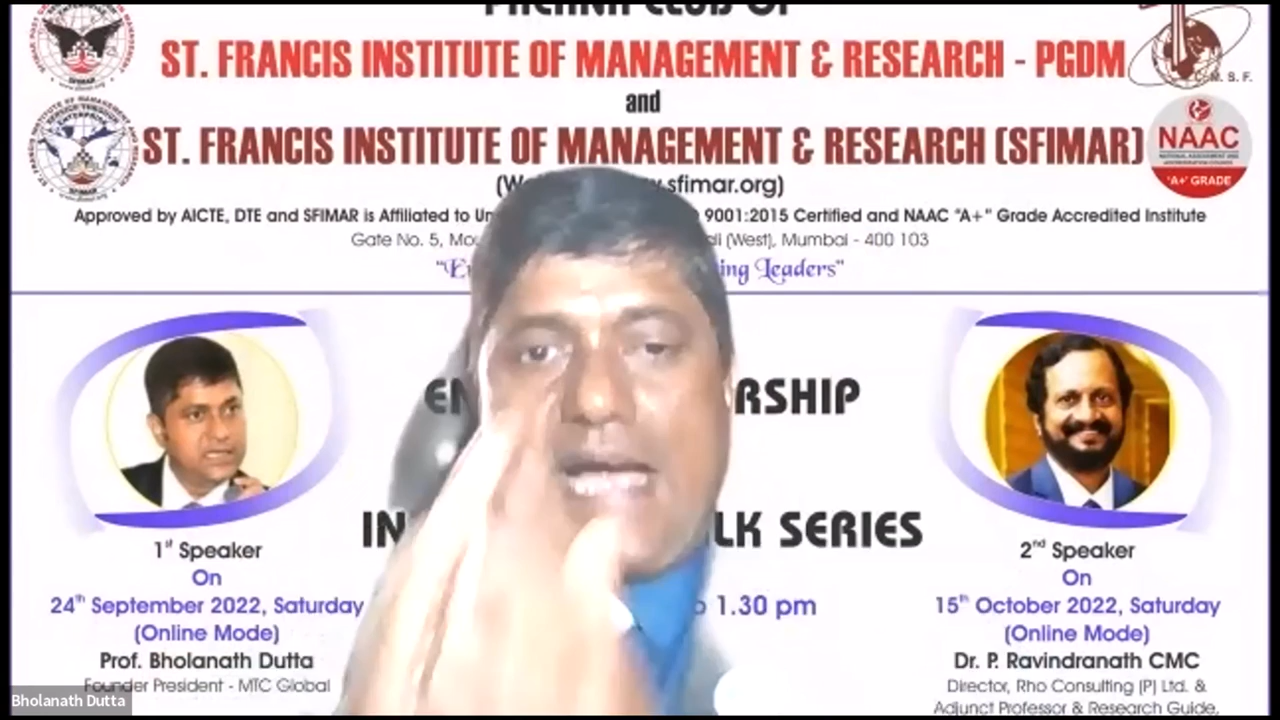 ST. FRANCIS INSTITUTE OF MANAGEMENT & RESEARCH - PGDM
M. S. F.
and
ST. FRANCIS INSTITUTE OF MANAGEMENT & RESEARCH (SFIMAR)
NAAC
'A+' GRADE
sfimar.org)
Approved by AICTE, DTE and SFIMAR is Affiliated to 9001:2015 Certified and NAAC "A+" Grade Accredited Institute
Gate No. 5, (West), Mumbai - 400 103
Leaders"
RSHIP
IN LK SERIES
1st Speaker
On
24th September 2022, Saturday
(Online Mode)
Prof. Bholanath Dutta
Founder President - MTC Global
1.30 pm
2nd Speaker
On
15th October 2022, Saturday
(Online Mode)
Dr. P. Ravindranath CMC
Director, Rho Consulting (P) Ltd. &
Adjunct Professor & Research Guide,
Bholanath Dutta